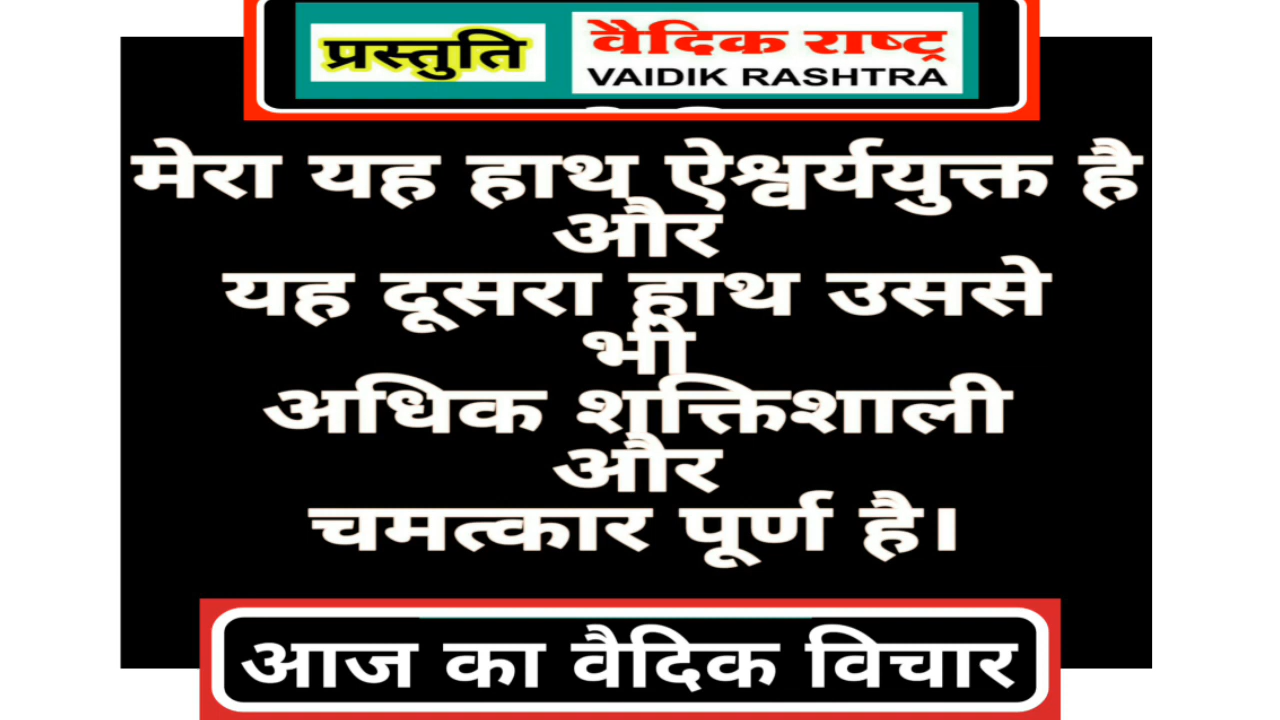 प्रस्तुति
वैदिक राष्ट्र
VAIDIK RASHTRA
मेरा यह हाथ ऐश्वर्ययुक्त है
और
यह दूसरा हाथ उससे
भी
अधिक शक्तिशाली
और
चमत्कार पूर्ण है।
आज का वैदिक विचार